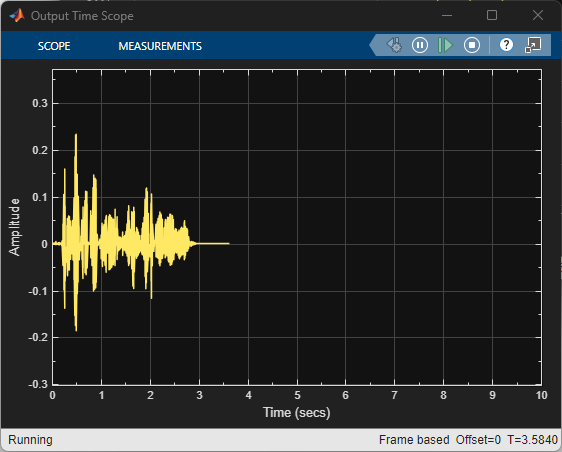 Output Time Scope
SCOPE MEASUREMENTS
0.3
0.2
0.1
0
-0.1
-0.2
-0.3
Amplitude
0 1 2 3 4 5 6 7 8 9 10
Time (secs)
Running Frame based Offset=0 T=3.5840